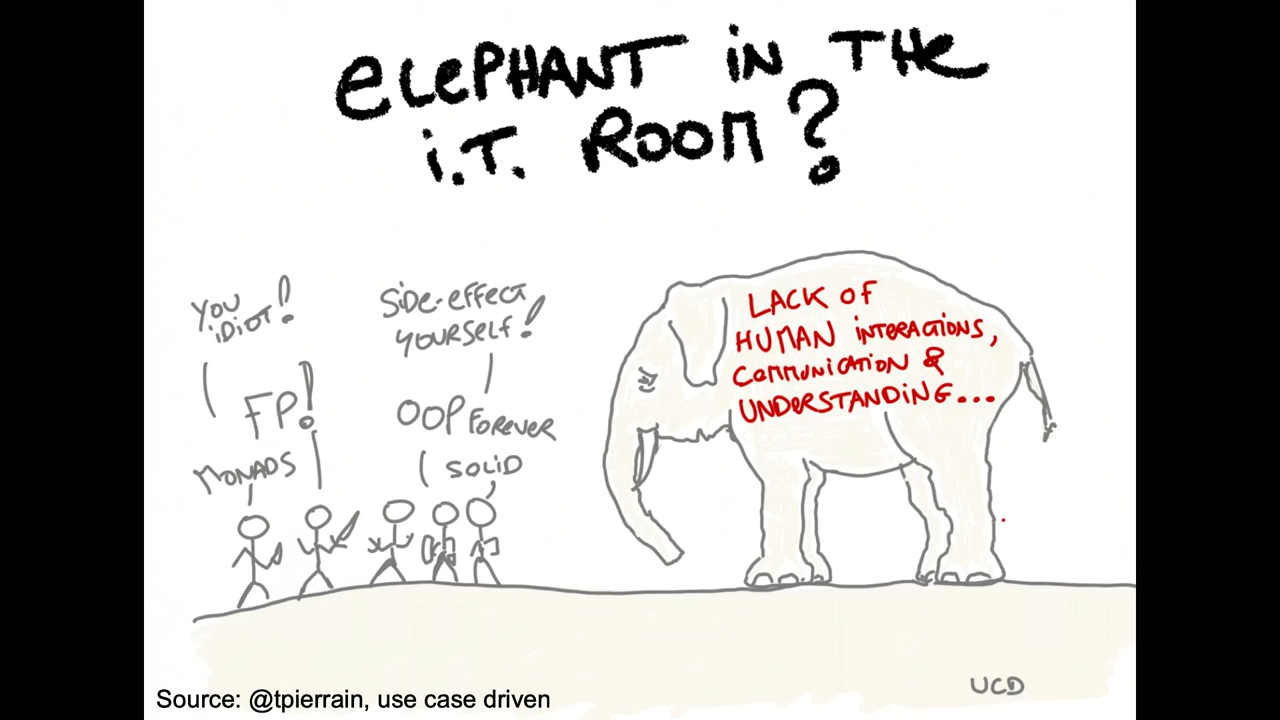 ELEPHANT IN THE
I.T. ROOM?
YOU
IDIOT!
SIDE-EFFECT
YOURSELF!
FP!
OOP FOREVER
MONADS
SOLID
LACK OF
HUMAN INTERACTIONS,
COMMUNICATION &
UNDERSTANDING...
UCD
Source: @tpierrain, use case driven